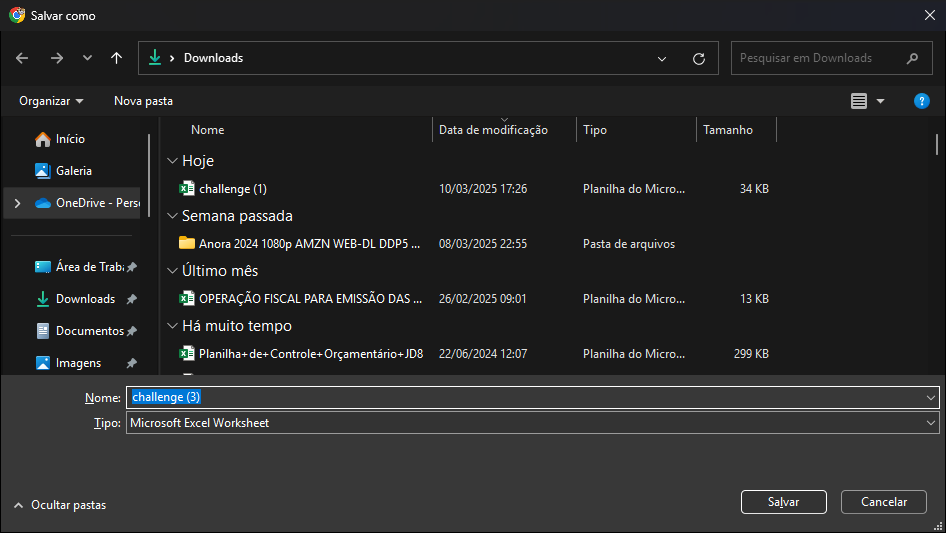 Salvar como
Downloads
Pesquisar em Downloads
Organizar
Nova pasta
?
Início
Galeria
OneDrive - Perso
Área de Traba
Downloads
Documentos
Imagens
Nome Data de modificação Tipo Tamanho
Hoje
challenge (1) 10/03/2025 17:26 Planilha do Micro... 34 KB
Semana passada
Anora 2024 1080p AMZN WEB-DL DDP5 ... 08/03/2025 22:55 Pasta de arquivos
Último mês
OPERAÇÃO FISCAL PARA EMISSÃO DAS ... 26/02/2025 09:01 Planilha do Micro... 13 KB
Há muito tempo
Planilha+de+Controle+Orçamentário+JD8 22/06/2024 12:07 Planilha do Micro... 299 KB
Nome: challenge (3)
Tipo: Microsoft Excel Worksheet
Ocultar pastas
Salvar
Cancelar